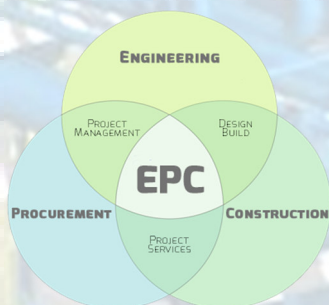 ENGINEERING
PROJECT
MANAGEMENT
DESIGN
BUILD
EPC
PROCUREMENT
CONSTRUCTION
PROJECT
SERVICES